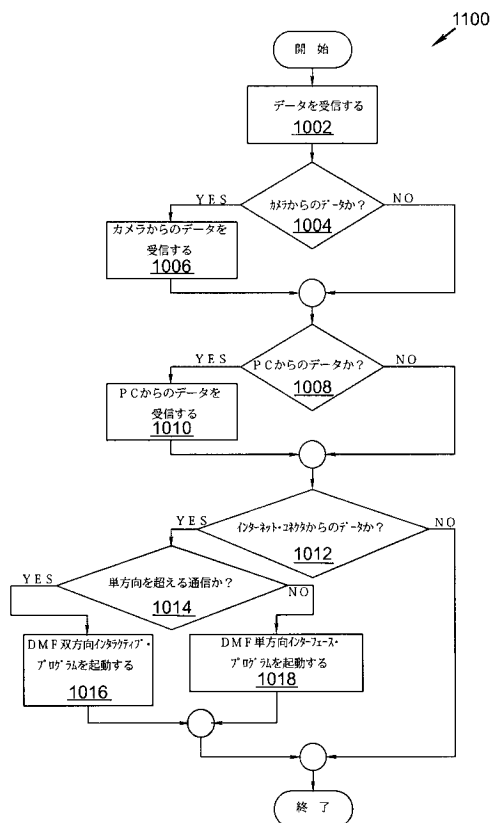 1100
開 始
データを受信する
1002
カメラからのデータか？
1004
YES
NO
カメラからのデータを
受信する
1006
PCからのデータか？
1008
YES
NO
PCからのデータを
受信する
1010
インターネット・コネクタからのデータか？
1012
YES
NO
単方向を超える通信か？
1014
YES
NO
DMF双方向インタラクティブ・
プログラムを起動する
1016
DMF単方向インターフェース・
プログラムを起動する
1018
終 了